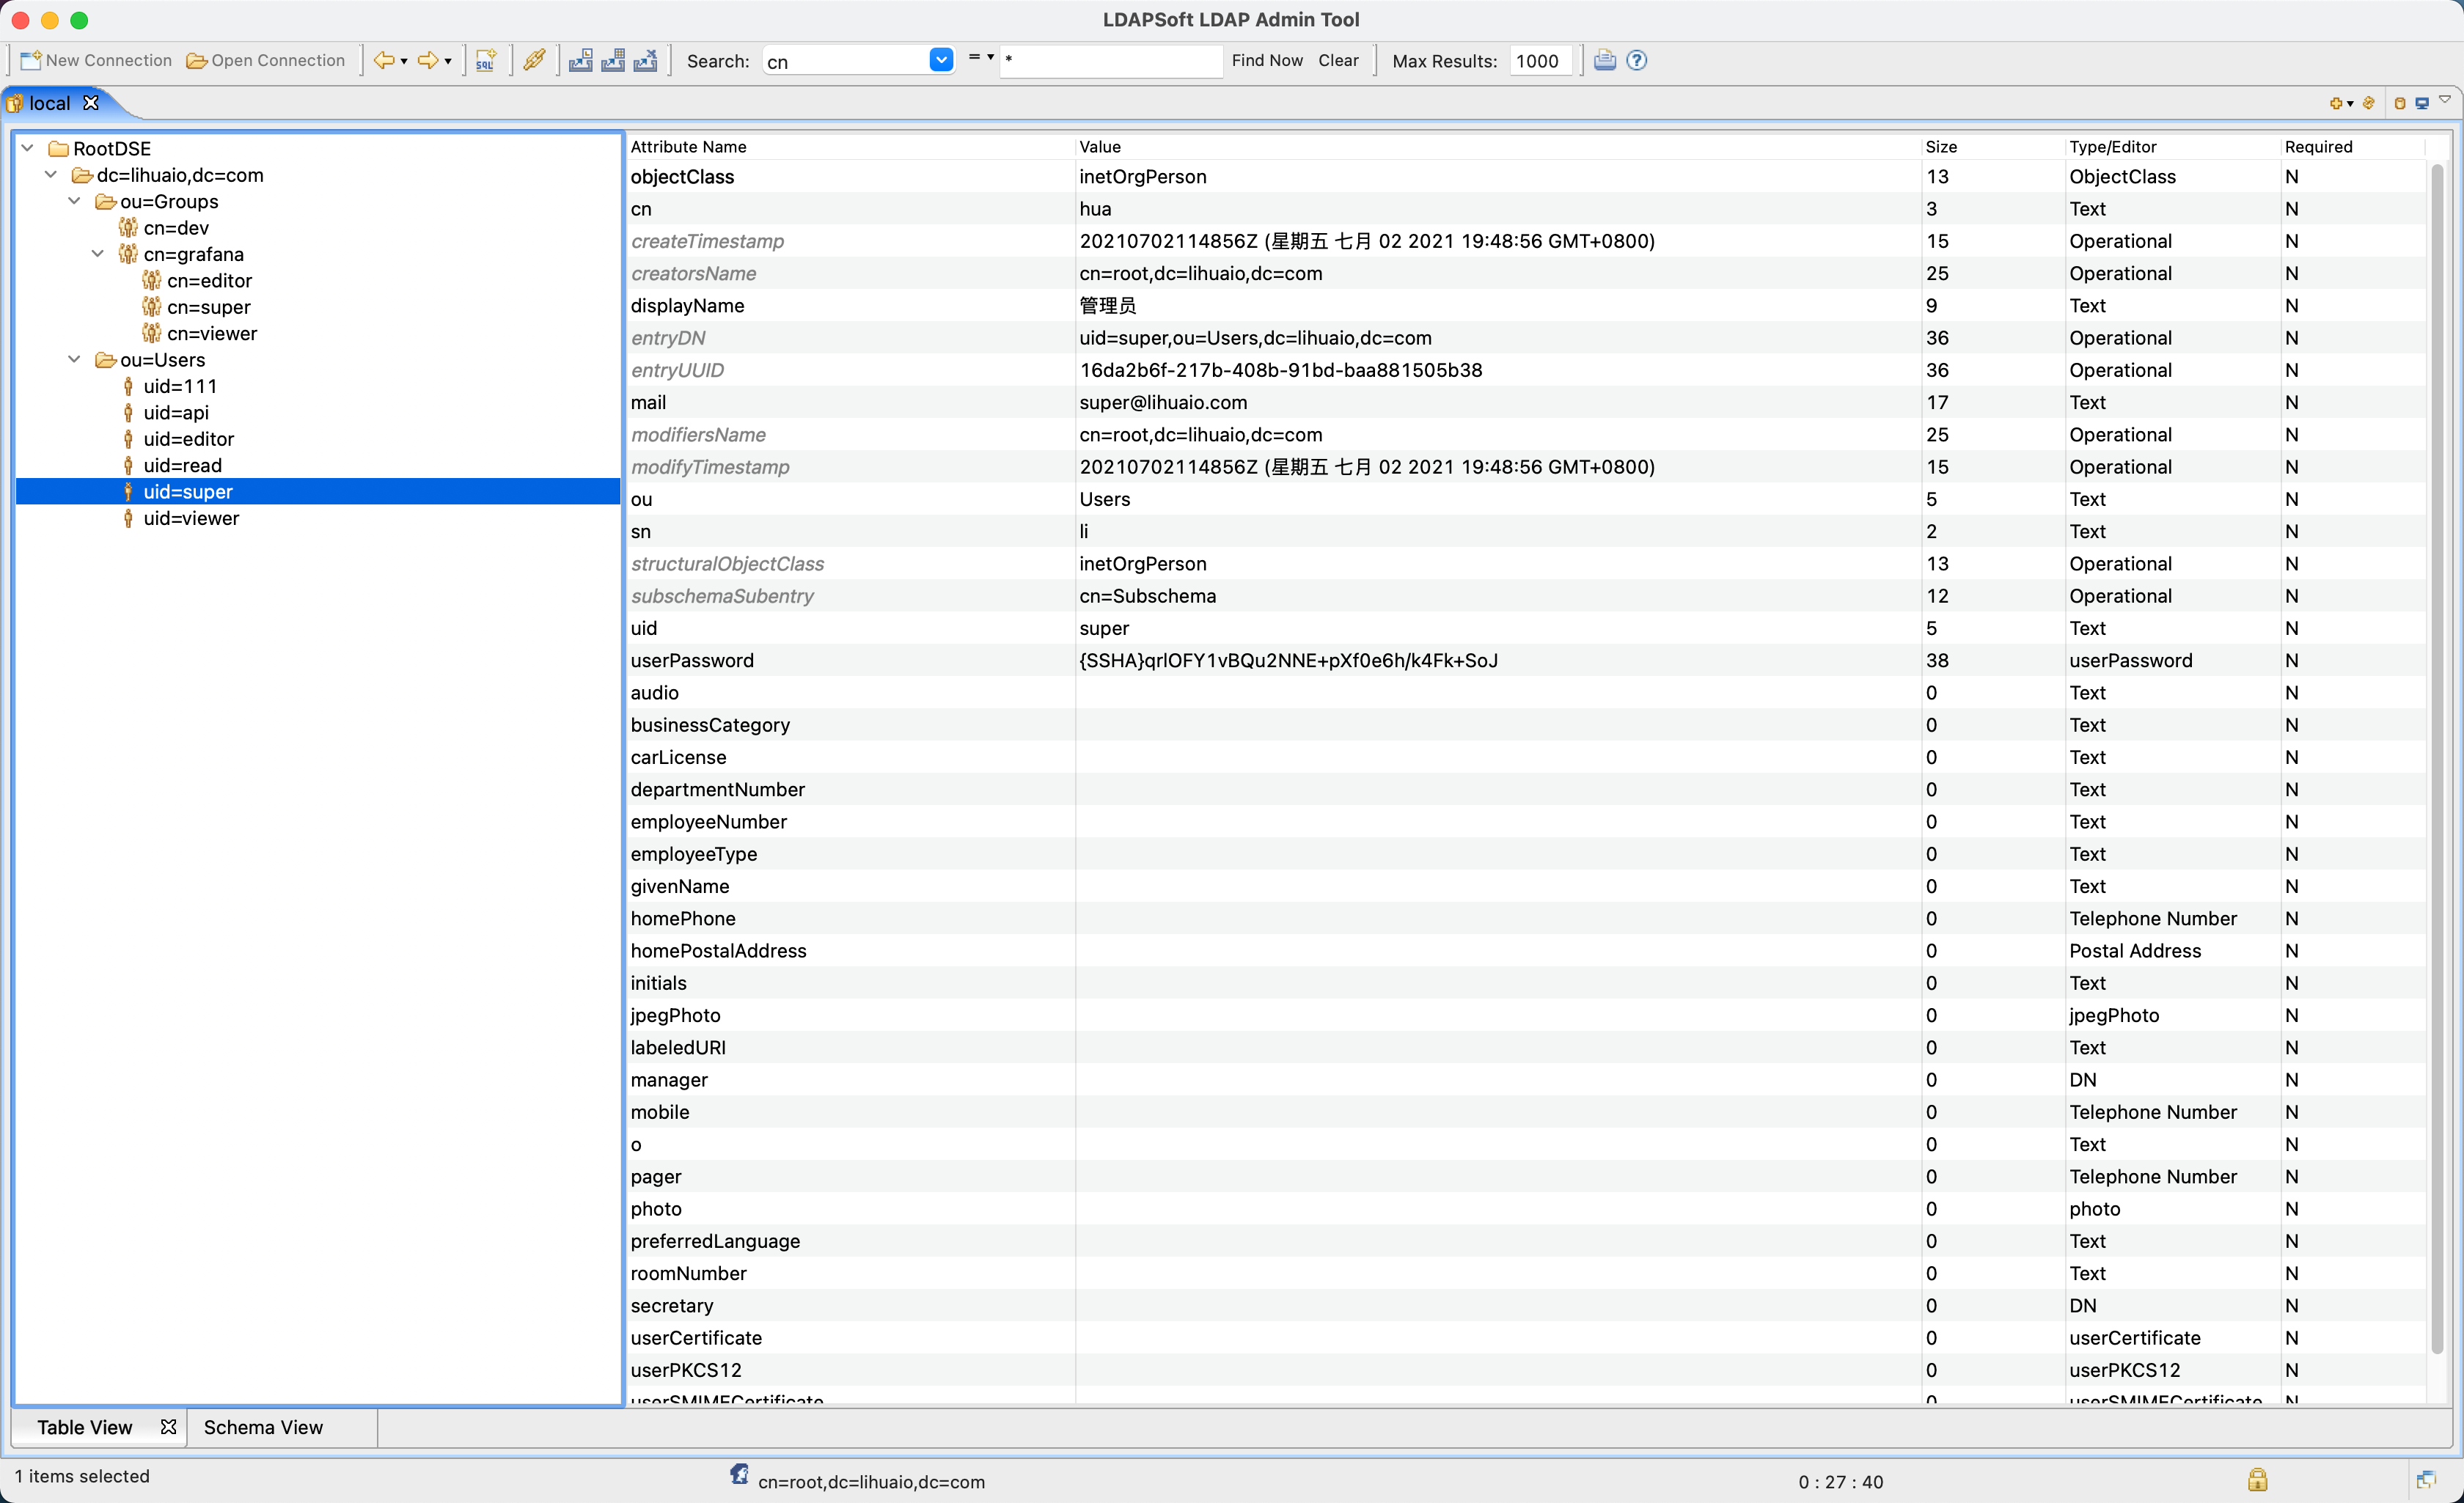 LDAPSoft LDAP Admin Tool
New Connection Open Connection SQL Search: cn = * Find Now Clear Max Results: 1000 ?
local
RootDSE
dc=lihuaio,dc=com
ou=Groups
cn=dev
cn=grafana
cn=editor
cn=super
cn=viewer
ou=Users
uid=111
uid=api
uid=editor
uid=read
uid=super
uid=viewer
Attribute Name Value Size Type/Editor Required
objectClass inetOrgPerson 13 ObjectClass N
cn hua 3 Text N
createTimestamp 20210702114856Z (星期五 七月 02 2021 19:48:56 GMT+0800) 15 Operational N
creatorsName cn=root,dc=lihuaio,dc=com 25 Operational N
displayName 管理员 9 Text N
entryDN uid=super,ou=Users,dc=lihuaio,dc=com 36 Operational N
entryUUID 16da2b6f-217b-408b-91bd-baa881505b38 36 Operational N
mail super@lihuaio.com 17 Text N
modifiersName cn=root,dc=lihuaio,dc=com 25 Operational N
modifyTimestamp 20210702114856Z (星期五 七月 02 2021 19:48:56 GMT+0800) 15 Operational N
ou Users 5 Text N
sn li 2 Text N
structuralObjectClass inetOrgPerson 13 Operational N
subschemaSubentry cn=Subschema 12 Operational N
uid super 5 Text N
userPassword {SSHA}qrlOFY1vBQu2NNE+pXf0e6h/k4Fk+SoJ 38 userPassword N
audio 0 Text N
businessCategory 0 Text N
carLicense 0 Text N
departmentNumber 0 Text N
employeeNumber 0 Text N
employeeType 0 Text N
givenName 0 Text N
homePhone 0 Telephone Number N
homePostalAddress 0 Postal Address N
initials 0 Text N
jpegPhoto 0 jpegPhoto N
labeledURI 0 Text N
manager 0 DN N
mobile 0 Telephone Number N
o 0 Text N
pager 0 Telephone Number N
photo 0 photo N
preferredLanguage 0 Text N
roomNumber 0 Text N
secretary 0 DN N
userCertificate 0 userCertificate N
userPKCS12 0 userPKCS12 N
userSMIMECertificate 0 userSMIMECertificate N
Table View Schema View
1 items selected cn=root,dc=lihuaio,dc=com 0 : 27 : 40